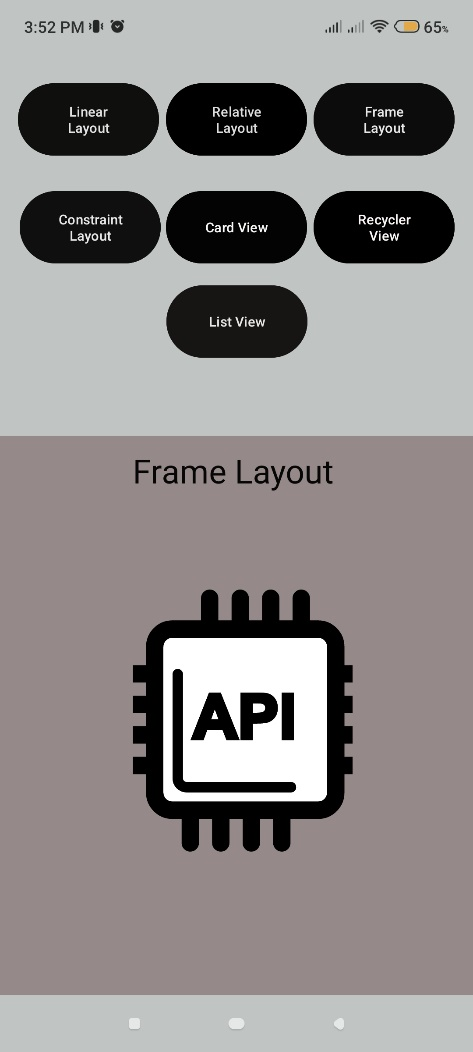 3:52 PM 65%
Linear
Layout
Relative
Layout
Frame
Layout
Constraint
Layout
Card View
Recycler
View
List View
Frame Layout
API